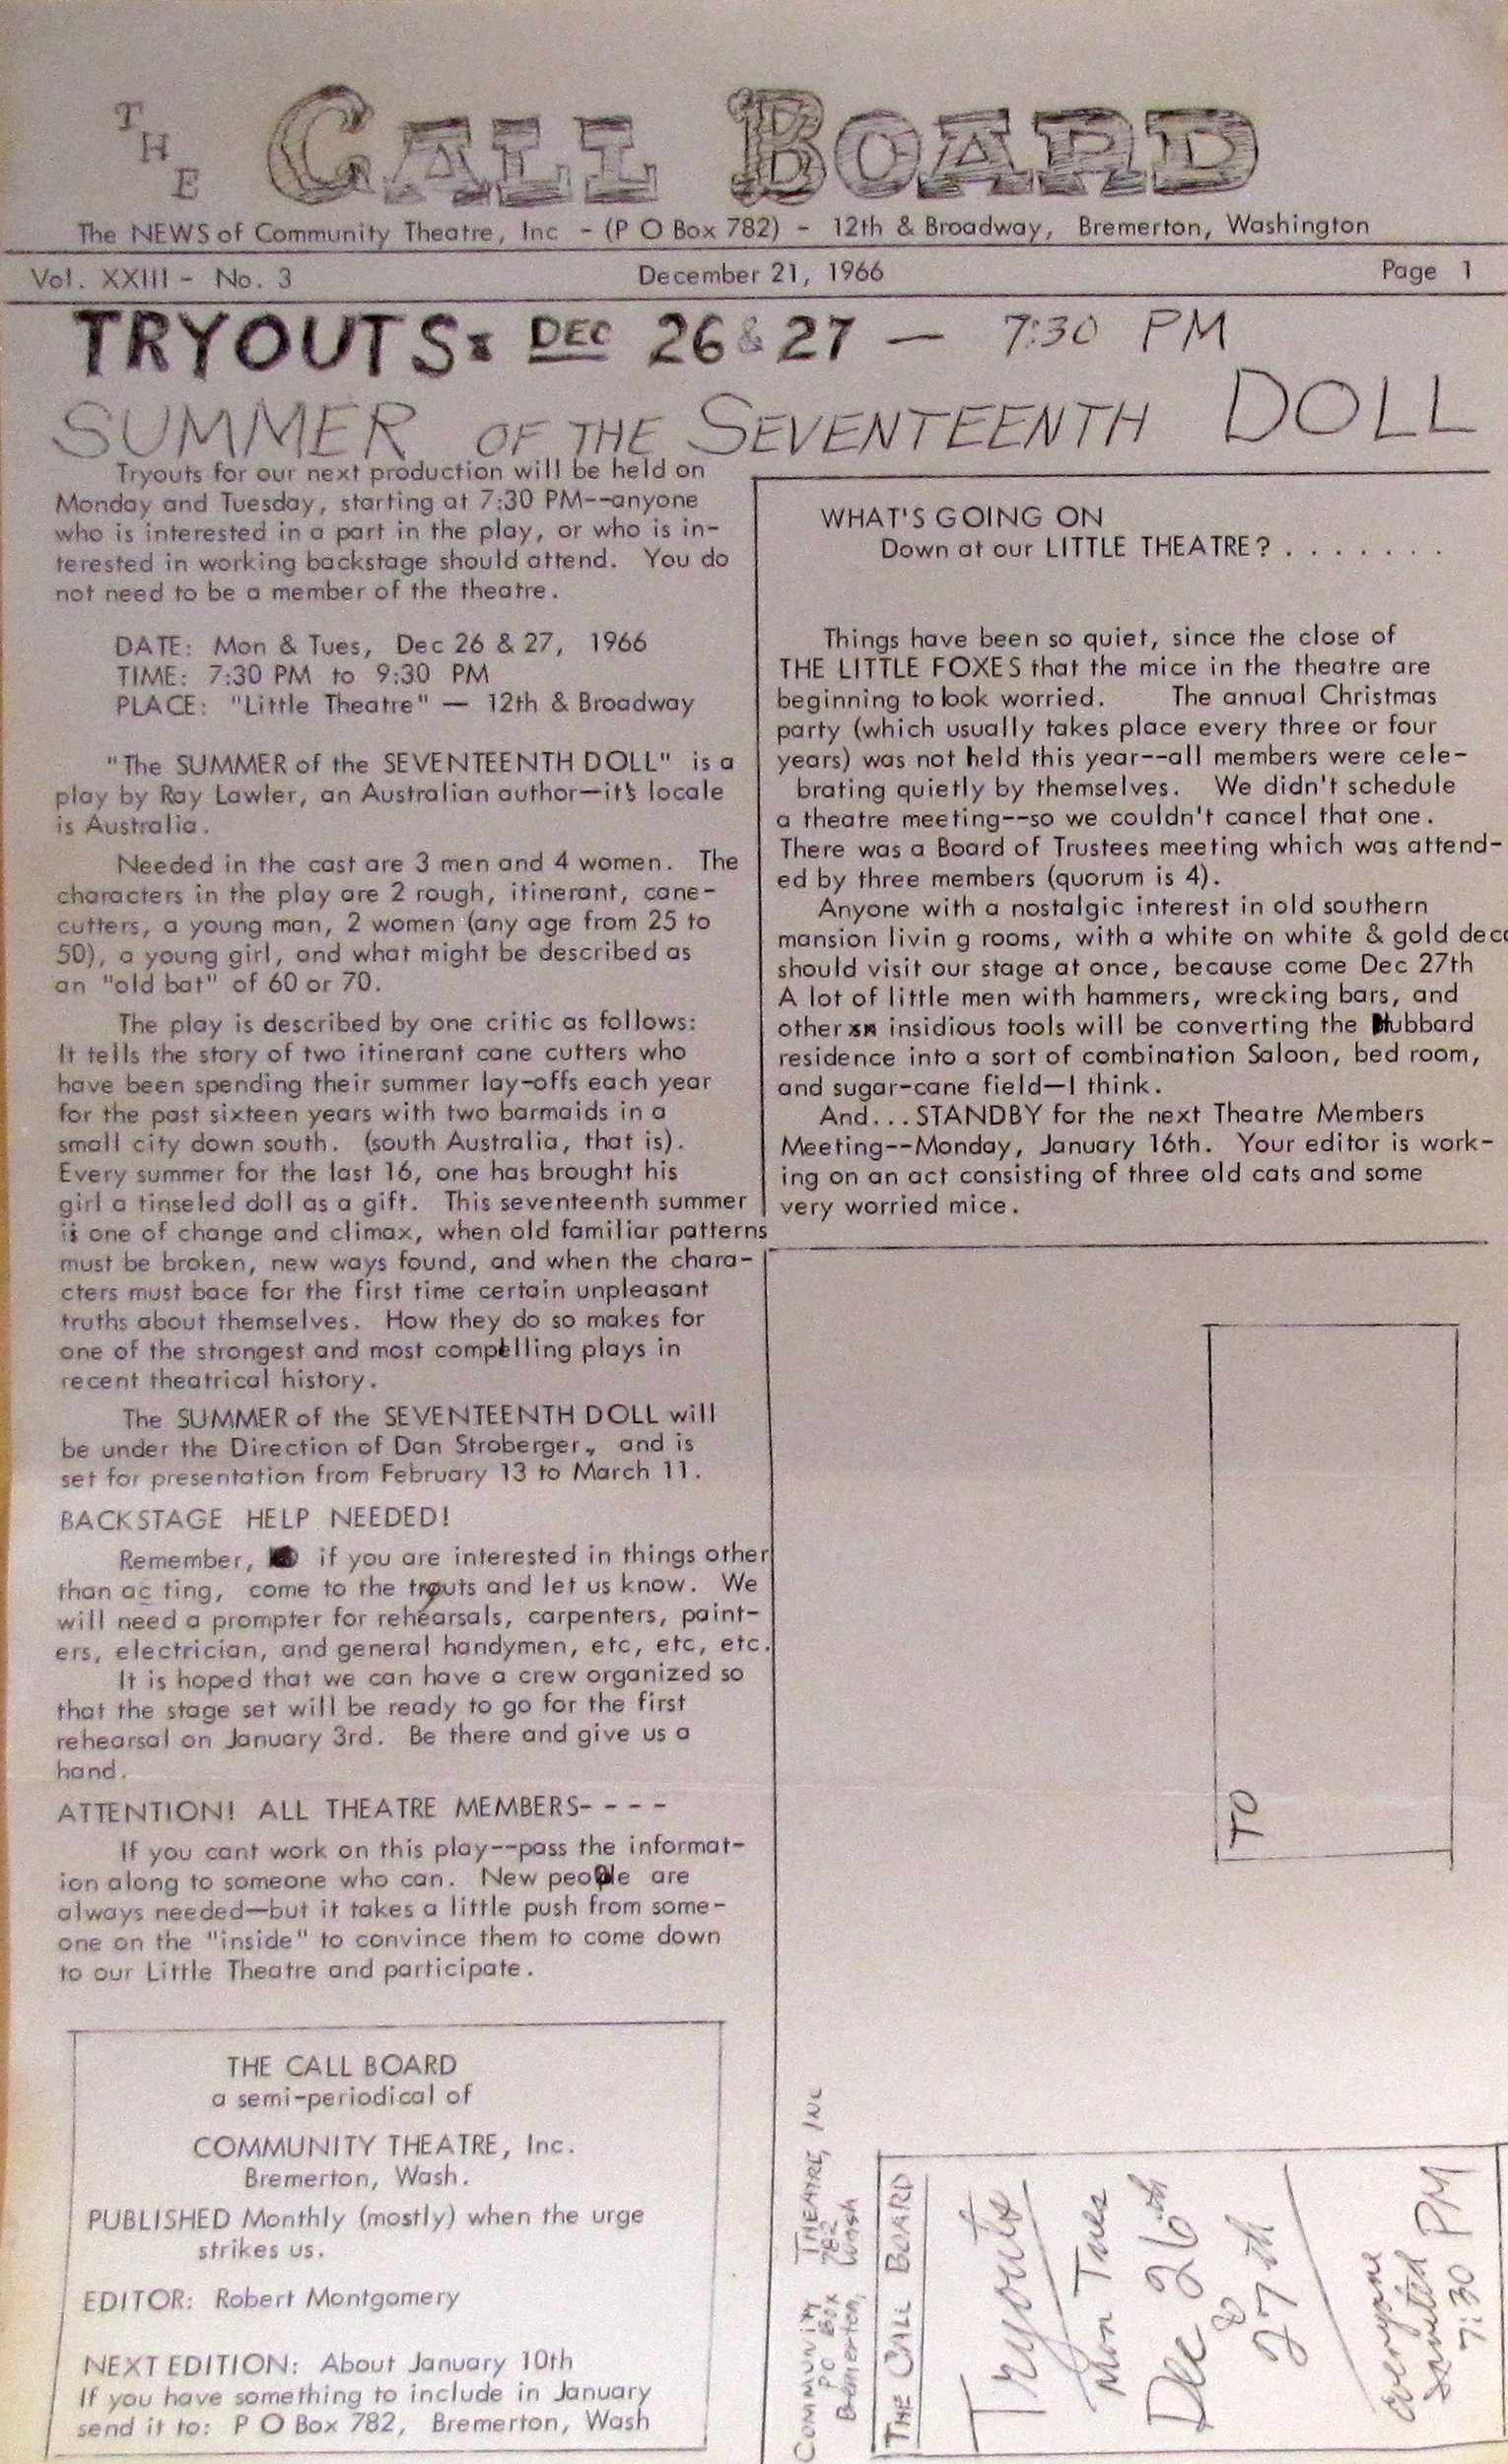 THE CALL BOARD
The NEWS of Community Theatre, Inc - (P O Box 782) - 12th & Broadway, Bremerton, Washington
Vol. XXIII - No. 3 December 21, 1966 Page 1
TRYOUTS: DEC 26 & 27 — 7:30 PM
SUMMER OF THE SEVENTEENTH DOLL
Tryouts for our next production will be held on
Monday and Tuesday, starting at 7:30 PM--anyone
who is interested in a part in the play, or who is in-
terested in working backstage should attend. You do
not need to be a member of the theatre.
DATE: Mon & Tues, Dec 26 & 27, 1966
TIME: 7:30 PM to 9:30 PM
PLACE: "Little Theatre" — 12th & Broadway
"The SUMMER of the SEVENTEENTH DOLL" is a
play by Ray Lawler, an Australian author—it's locale
is Australia.
Needed in the cast are 3 men and 4 women. The
characters in the play are 2 rough, itinerant, cane-
cutters, a young man, 2 women (any age from 25 to
50), a young girl, and what might be described as
an "old bat" of 60 or 70.
The play is described by one critic as follows:
It tells the story of two itinerant cane cutters who
have been spending their summer lay-offs each year
for the past sixteen years with two barmaids in a
small city down south. (south Australia, that is).
Every summer for the last 16, one has brought his
girl a tinseled doll as a gift. This seventeenth summer
is one of change and climax, when old familiar patterns
must be broken, new ways found, and when the chara-
cters must bace for the first time certain unpleasant
truths about themselves. How they do so makes for
one of the strongest and most compelling plays in
recent theatrical history.
The SUMMER of the SEVENTEENTH DOLL will
be under the Direction of Dan Stroberger, and is
set for presentation from February 13 to March 11.
BACKSTAGE HELP NEEDED!
Remember, if you are interested in things other
than ac ting, come to the tryouts and let us know. We
will need a prompter for rehearsals, carpenters, paint-
ers, electrician, and general handymen, etc, etc, etc.
It is hoped that we can have a crew organized so
that the stage set will be ready to go for the first
rehearsal on January 3rd. Be there and give us a
hand.
ATTENTION! ALL THEATRE MEMBERS- - - -
If you cant work on this play--pass the informat-
ion along to someone who can. New people are
always needed—but it takes a little push from some-
one on the "inside" to convince them to come down
to our Little Theatre and participate.
THE CALL BOARD
a semi-periodical of
COMMUNITY THEATRE, Inc.
Bremerton, Wash.
PUBLISHED Monthly (mostly) when the urge
strikes us.
EDITOR: Robert Montgomery
NEXT EDITION: About January 10th
If you have something to include in January
send it to: P O Box 782, Bremerton, Wash
WHAT'S GOING ON
Down at our LITTLE THEATRE? . . . . . . .
Things have been so quiet, since the close of
THE LITTLE FOXES that the mice in the theatre are
beginning to look worried. The annual Christmas
party (which usually takes place every three or four
years) was not held this year--all members were cele-
brating quietly by themselves. We didn't schedule
a theatre meeting--so we couldn't cancel that one.
There was a Board of Trustees meeting which was attend-
ed by three members (quorum is 4).
Anyone with a nostalgic interest in old southern
mansion livin g rooms, with a white on white & gold deco
should visit our stage at once, because come Dec 27th
A lot of little men with hammers, wrecking bars, and
other xn insidious tools will be converting the Hubbard
residence into a sort of combination Saloon, bed room,
and sugar-cane field—I think.
And...STANDBY for the next Theatre Members
Meeting--Monday, January 16th. Your editor is work-
ing on an act consisting of three old cats and some
very worried mice.
TO
COMMUNITY THEATRE, INC
PO Box 782
Bremerton, Wash
THE CALL BOARD
Tryouts
Mon Tues
Dec 26th
&
27th
everyone
invited
7:30 PM